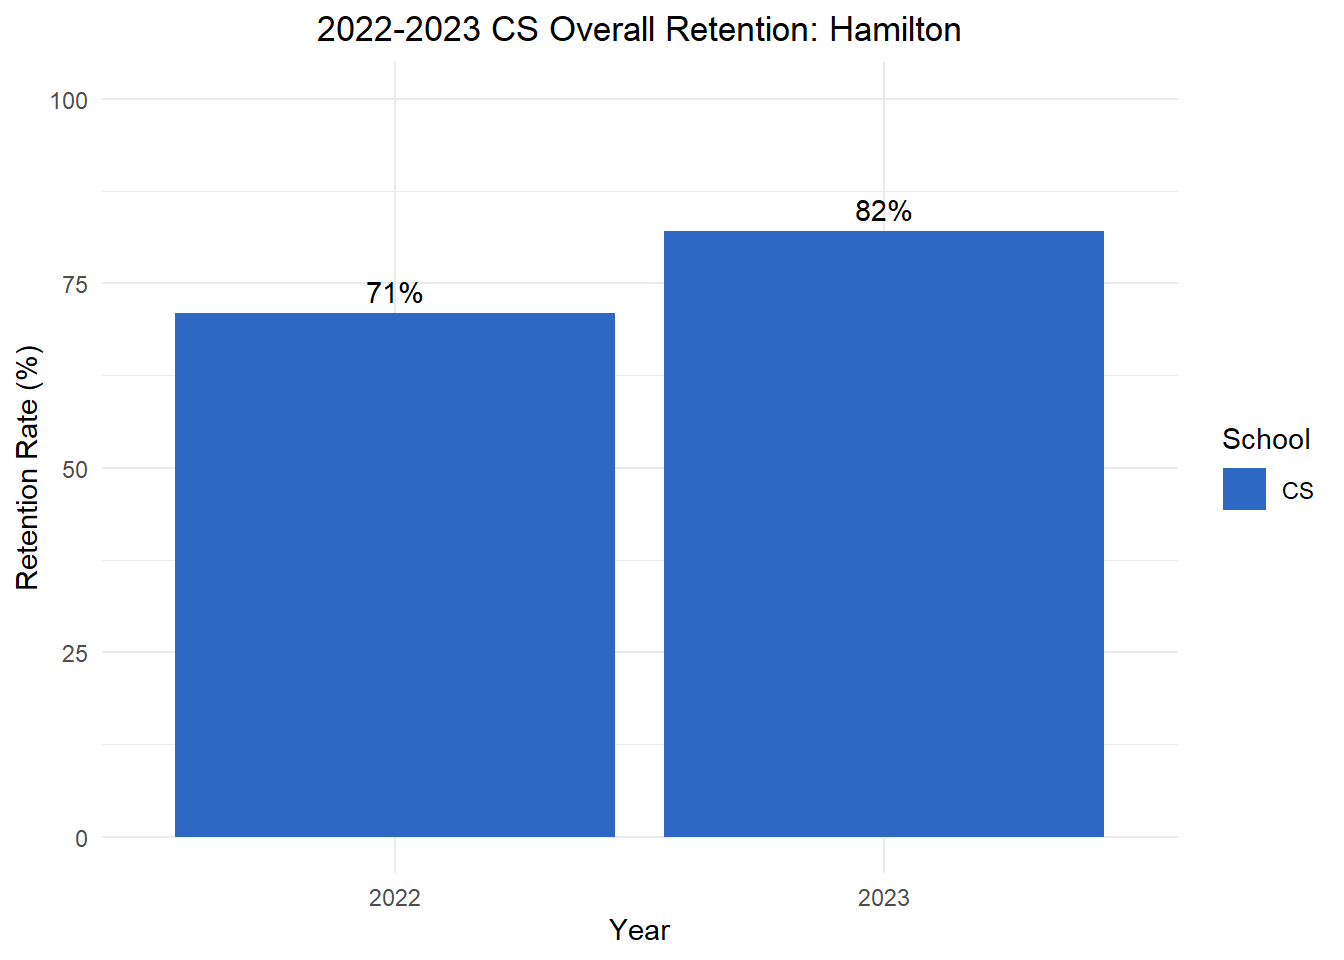 2022-2023 CS Overall Retention: Hamilton
100
75
50
25
0
Retention Rate (%)
71%
82%
2022
2023
Year
School
CS